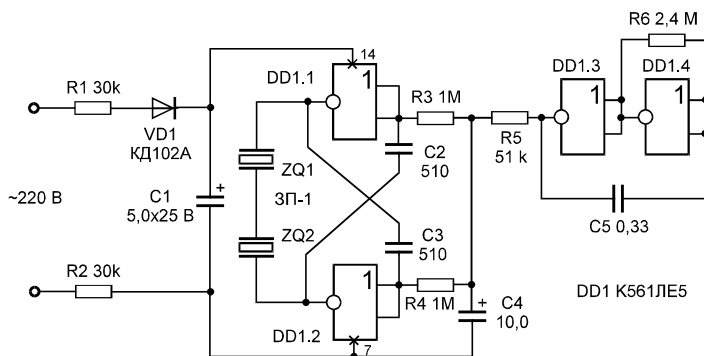 R6 2,4 M
14
DD1.1
DD1.3
DD1.4
1
1
1
R1 30k
R3 1M
R5
51 k
VD1
КД102А
C2
510
ZQ1
ЗП-1
C1
+
5,0x25 В
~220 В
C5 0,33
ZQ2
C3
510
R2 30k
1
R4 1M
+
C4
10,0
DD1 К561ЛЕ5
DD1.2
7